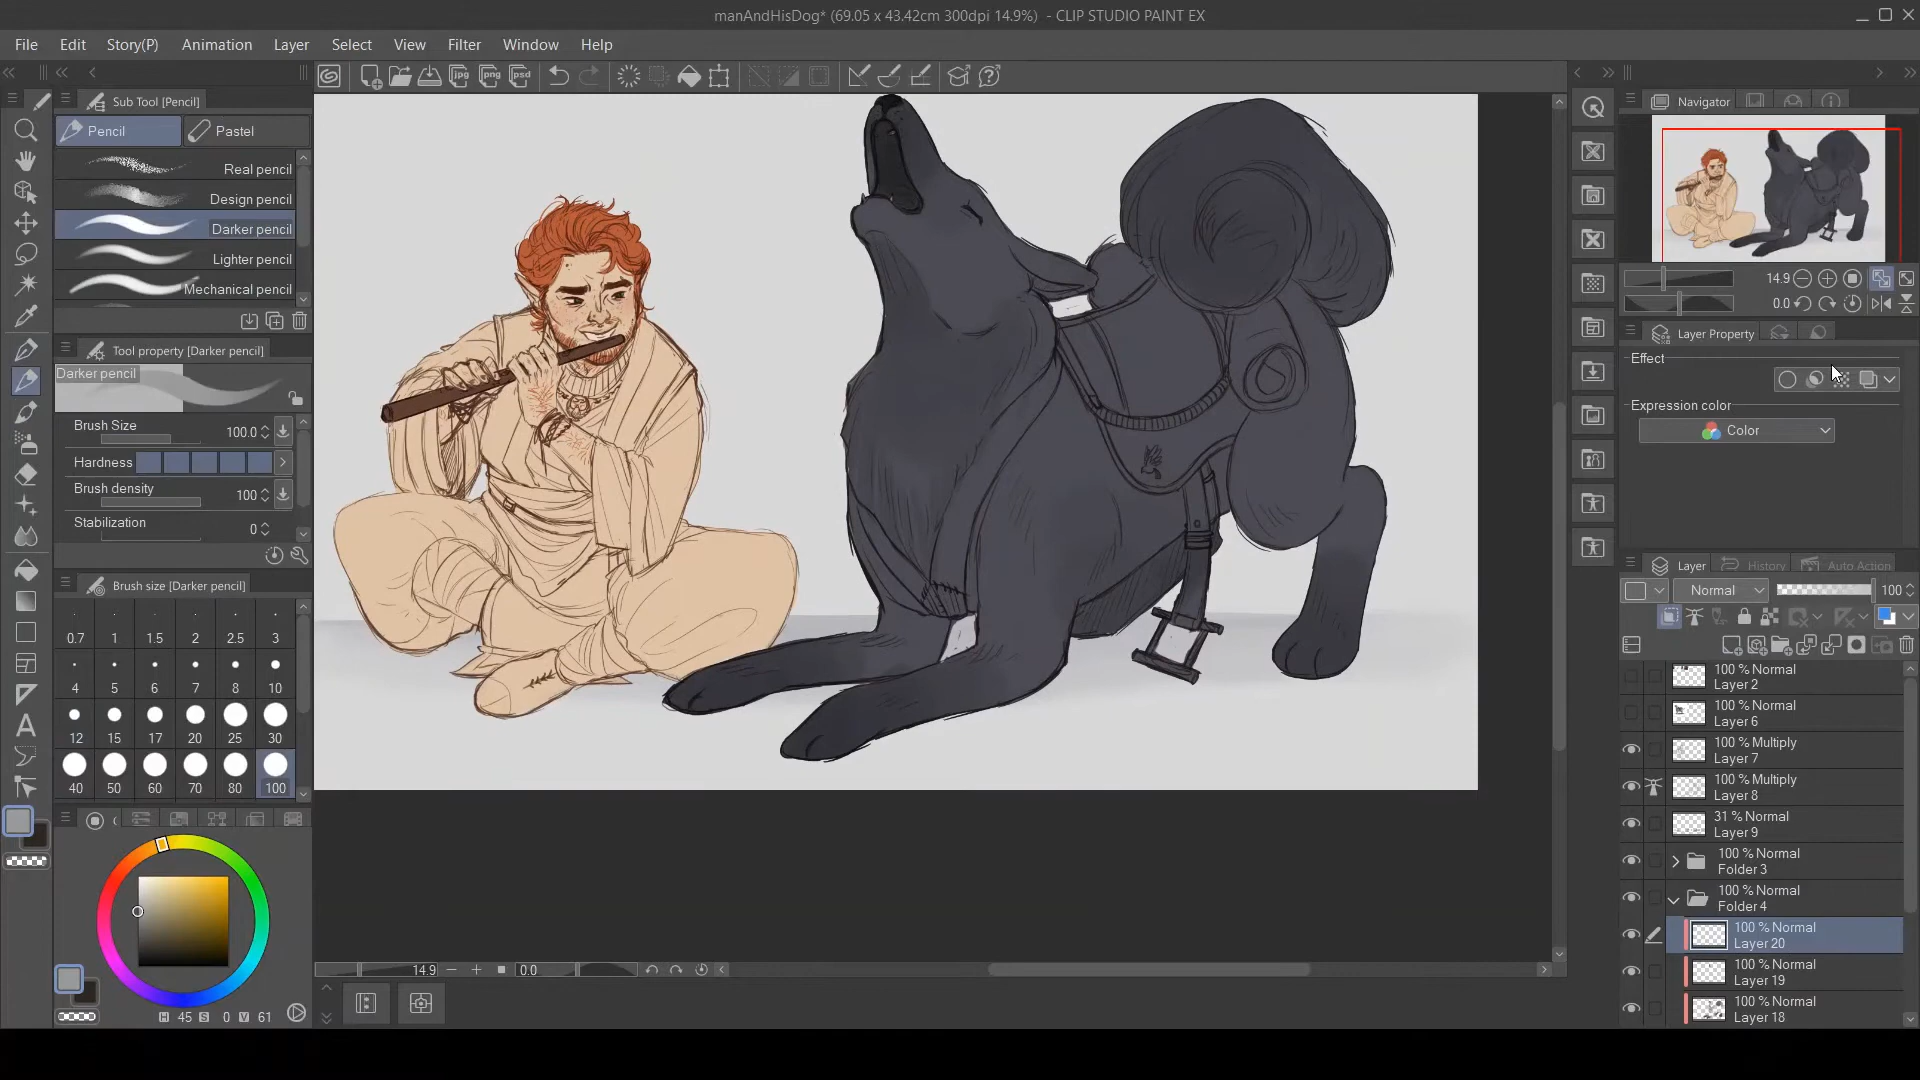 manAndHisDog* (69.05 x 43.42cm 300dpi 14.9%) - CLIP STUDIO PAINT EX
File Edit Story(P) Animation Layer Select View Filter Window Help
jpg png psd
Sub Tool [Pencil]
Pencil Pastel
Real pencil
Design pencil
Darker pencil
Lighter pencil
Mechanical pencil
Tool property [Darker pencil]
Darker pencil
Brush Size 100.0
Hardness
Brush density 100
Stabilization 0
Brush size [Darker pencil]
0.7 1 1.5 2 2.5 3
4 5 6 7 8 10
12 15 17 20 25 30
40 50 60 70 80 100
H 45 S 0 V 61
14.9 0.0
Navigator
14.9
0.0
Layer Property
Effect
Expression color
Color
Layer History Auto Action
Normal 100
100 % Normal
Layer 2
100 % Normal
Layer 6
100 % Multiply
Layer 7
100 % Multiply
Layer 8
31 % Normal
Layer 9
100 % Normal
Folder 3
100 % Normal
Folder 4
100 % Normal
Layer 20
100 % Normal
Layer 19
100 % Normal
Layer 18